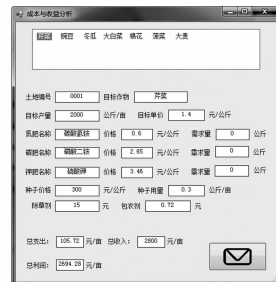 成本与收益分析
芹菜 豌豆 冬瓜 大白菜 棉花 菠菜 大麦
土地编号 0001 目标作物 芹菜
目标产量 2000 公斤/亩 目标单价 1.4 元/公斤
氮肥名称 碳酸氢铵 价格 0.6 元/公斤 需求量 0 公斤
磷肥名称 磷酸二铵 价格 2.65 元/公斤 需求量 0 公斤
钾肥名称 硫酸钾 价格 3.46 元/公斤 需求量 0 公斤
种子价格 300 元/公斤 种子用量 0.3 公斤/亩
除草剂 15 元 包衣剂 0.72 元
总支出: 105.72 元/亩 总收入: 2800 元/亩
总利润: 2694.28 元/亩